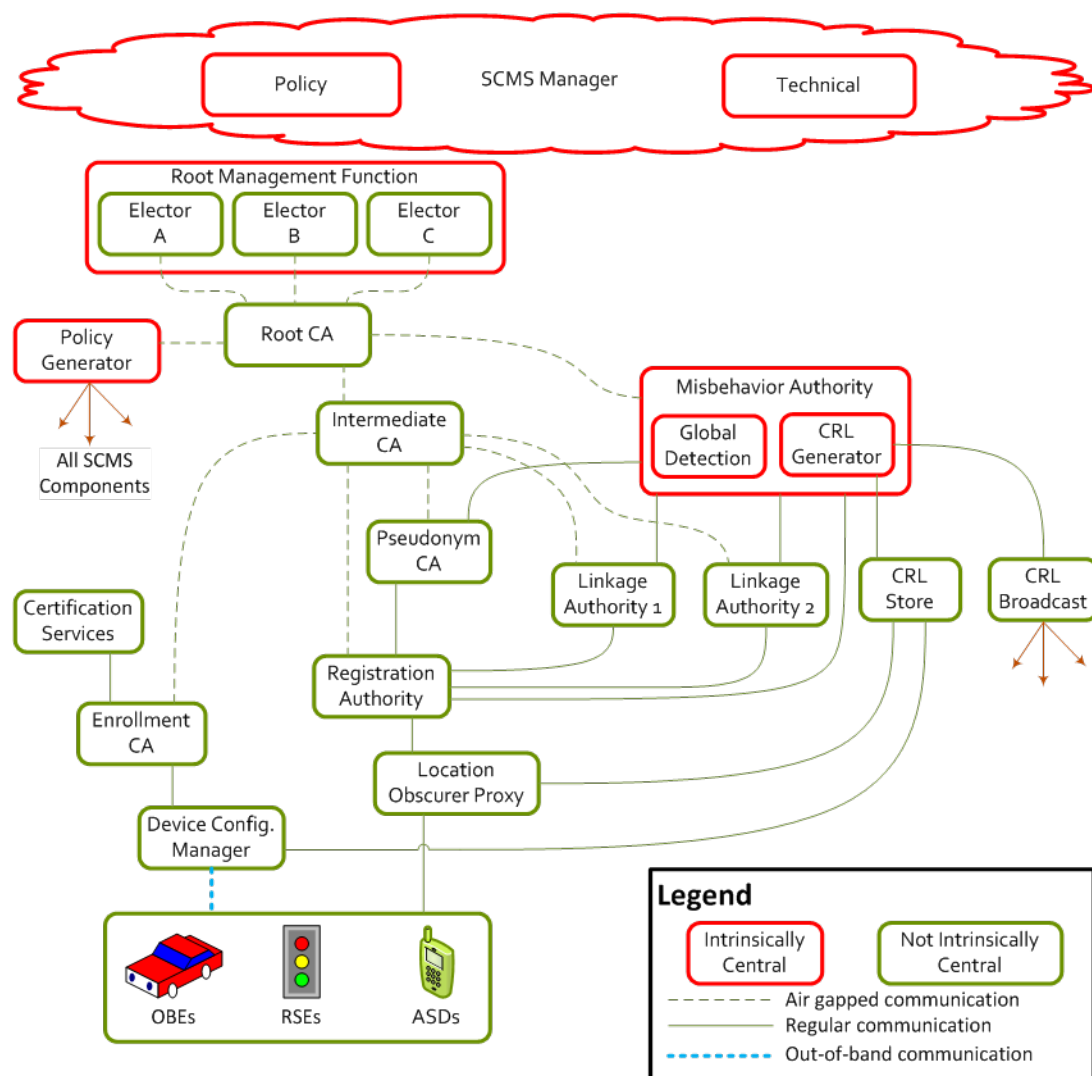 SCMS Manager
Policy
Technical
Root Management Function
Elector
A
Elector
B
Elector
C
Root CA
Policy
Generator
All SCMS
Components
Intermediate
CA
Misbehavior Authority
Global
Detection
CRL
Generator
Pseudonym
CA
Linkage
Authority 1
Linkage
Authority 2
CRL
Store
CRL
Broadcast
Certification
Services
Registration
Authority
Enrollment
CA
Location
Obscurer Proxy
Device Config.
Manager
OBEs
RSEs
ASDs
Legend
Intrinsically
Central
Not Intrinsically
Central
Air gapped communication
Regular communication
Out-of-band communication